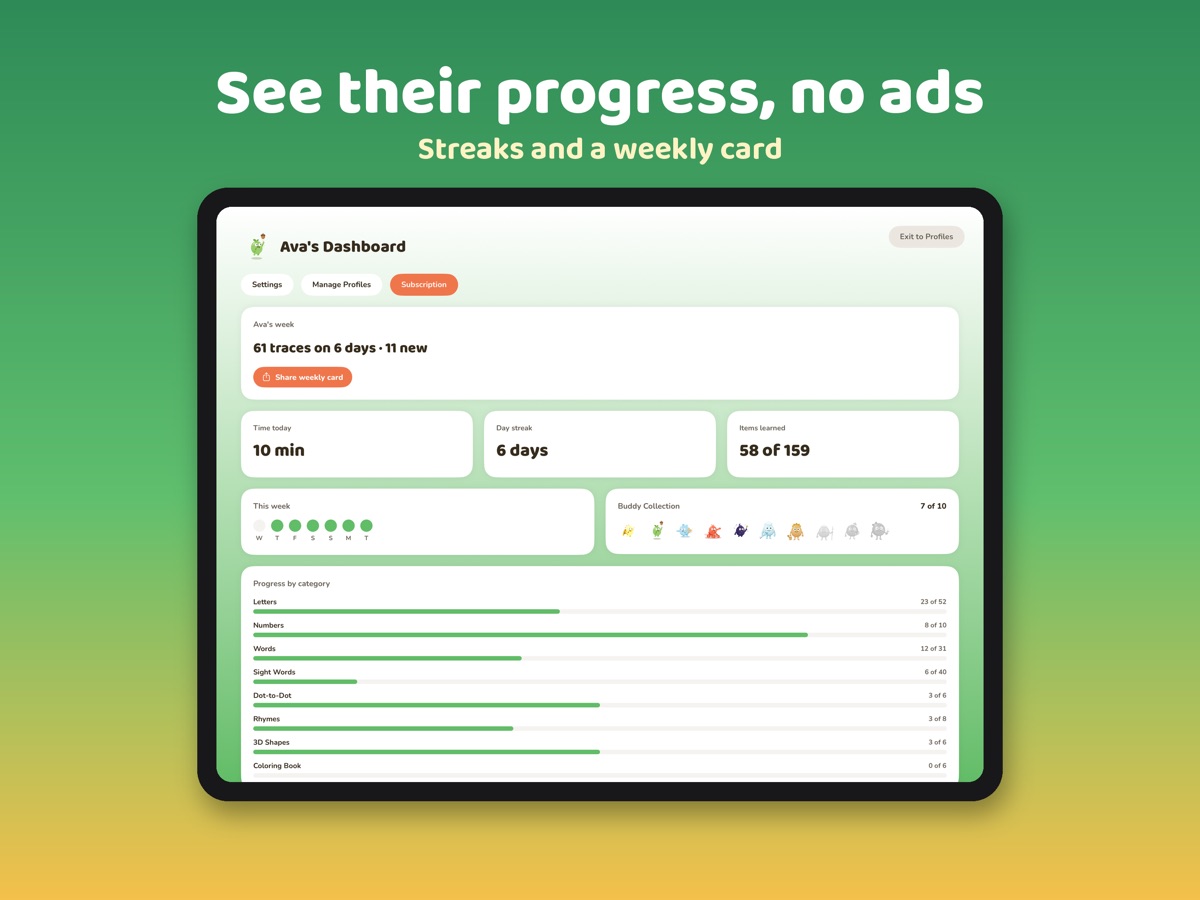 See their progress, no ads
Streaks and a weekly card
Ava's Dashboard
Exit to Profiles
Settings
Manage Profiles
Subscription
Ava's week
61 traces on 6 days · 11 new
Share weekly card
Time today
10 min
Day streak
6 days
Items learned
58 of 159
This week
W T F S S M T
Buddy Collection
7 of 10
Progress by category
Letters 23 of 52
Numbers 8 of 10
Words 12 of 31
Sight Words 6 of 40
Dot-to-Dot 3 of 6
Rhymes 3 of 8
3D Shapes 3 of 6
Coloring Book 0 of 6